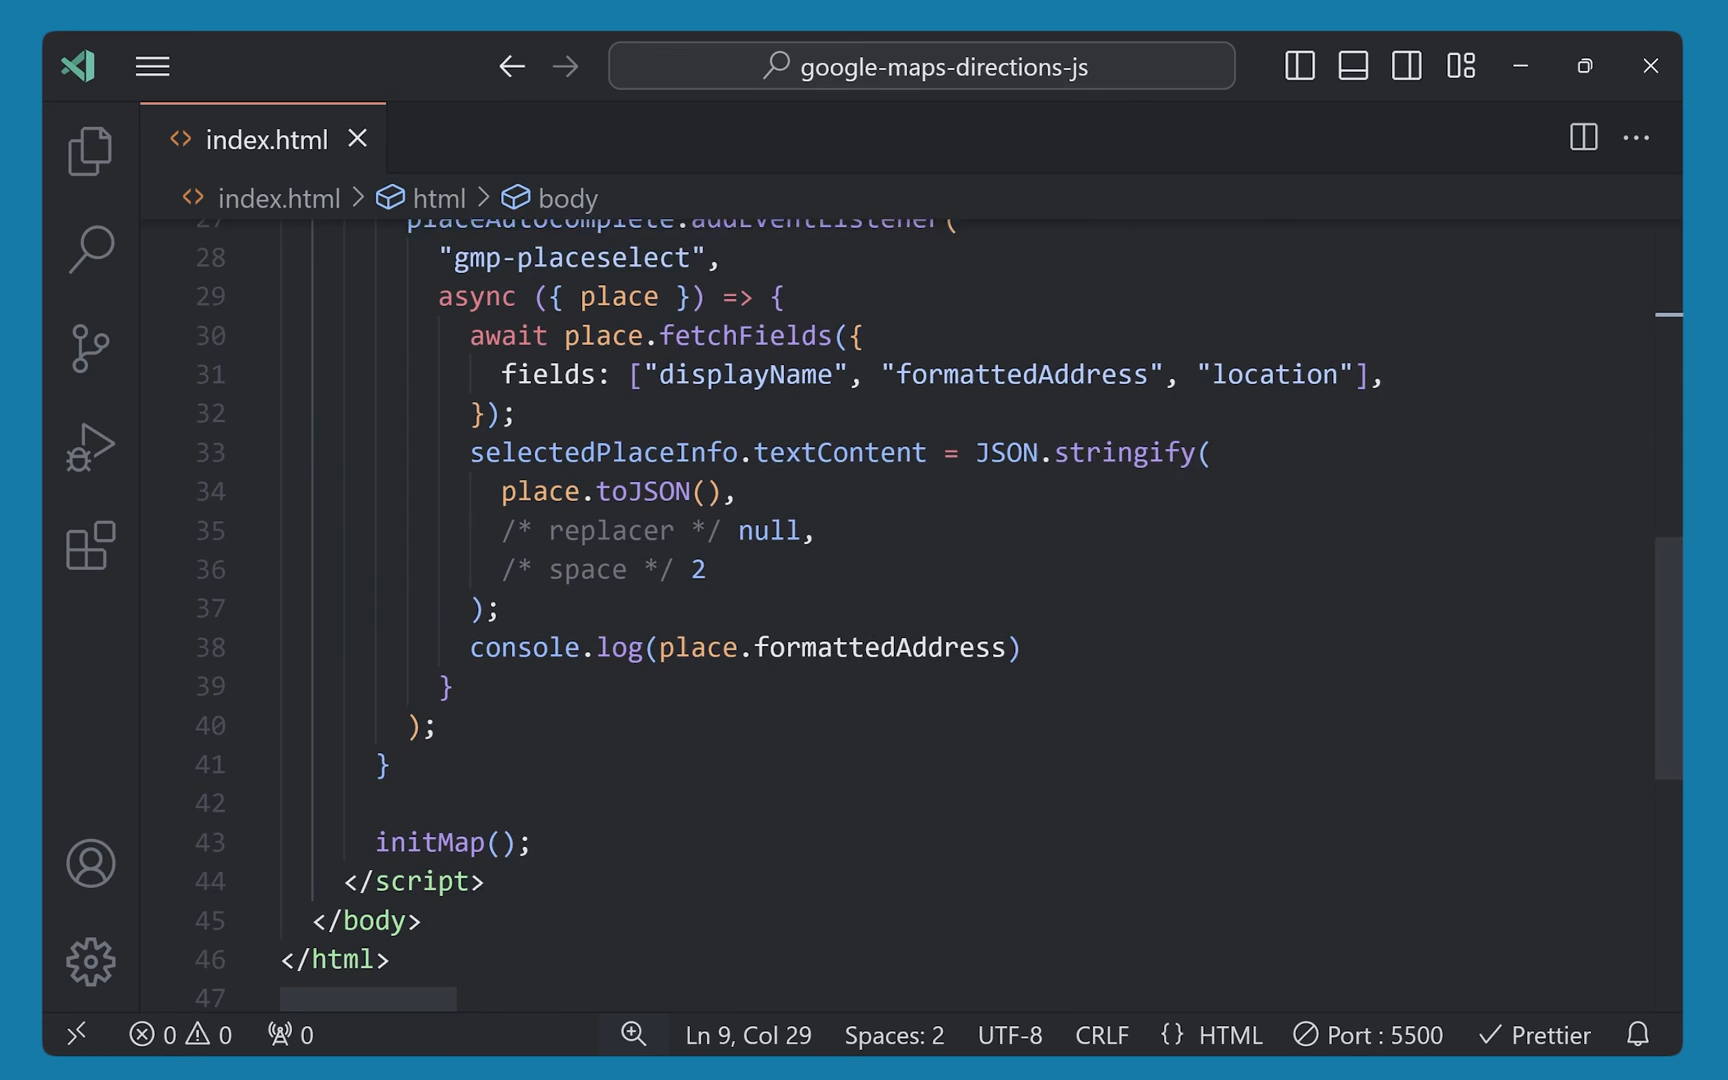 google-maps-directions-js
index.html
index.html > html > body
27 placeAutocomplete.addEventListener(
28 "gmp-placeselect",
29 async ({ place }) => {
30 await place.fetchFields({
31 fields: ["displayName", "formattedAddress", "location"],
32 });
33 selectedPlaceInfo.textContent = JSON.stringify(
34 place.toJSON(),
35 /* replacer */ null,
36 /* space */ 2
37 );
38 console.log(place.formattedAddress)
39 }
40 );
41 }
42
43 initMap();
44 </script>
45 </body>
46 </html>
47
0 0 0 Ln 9, Col 29 Spaces: 2 UTF-8 CRLF {} HTML Port : 5500 Prettier